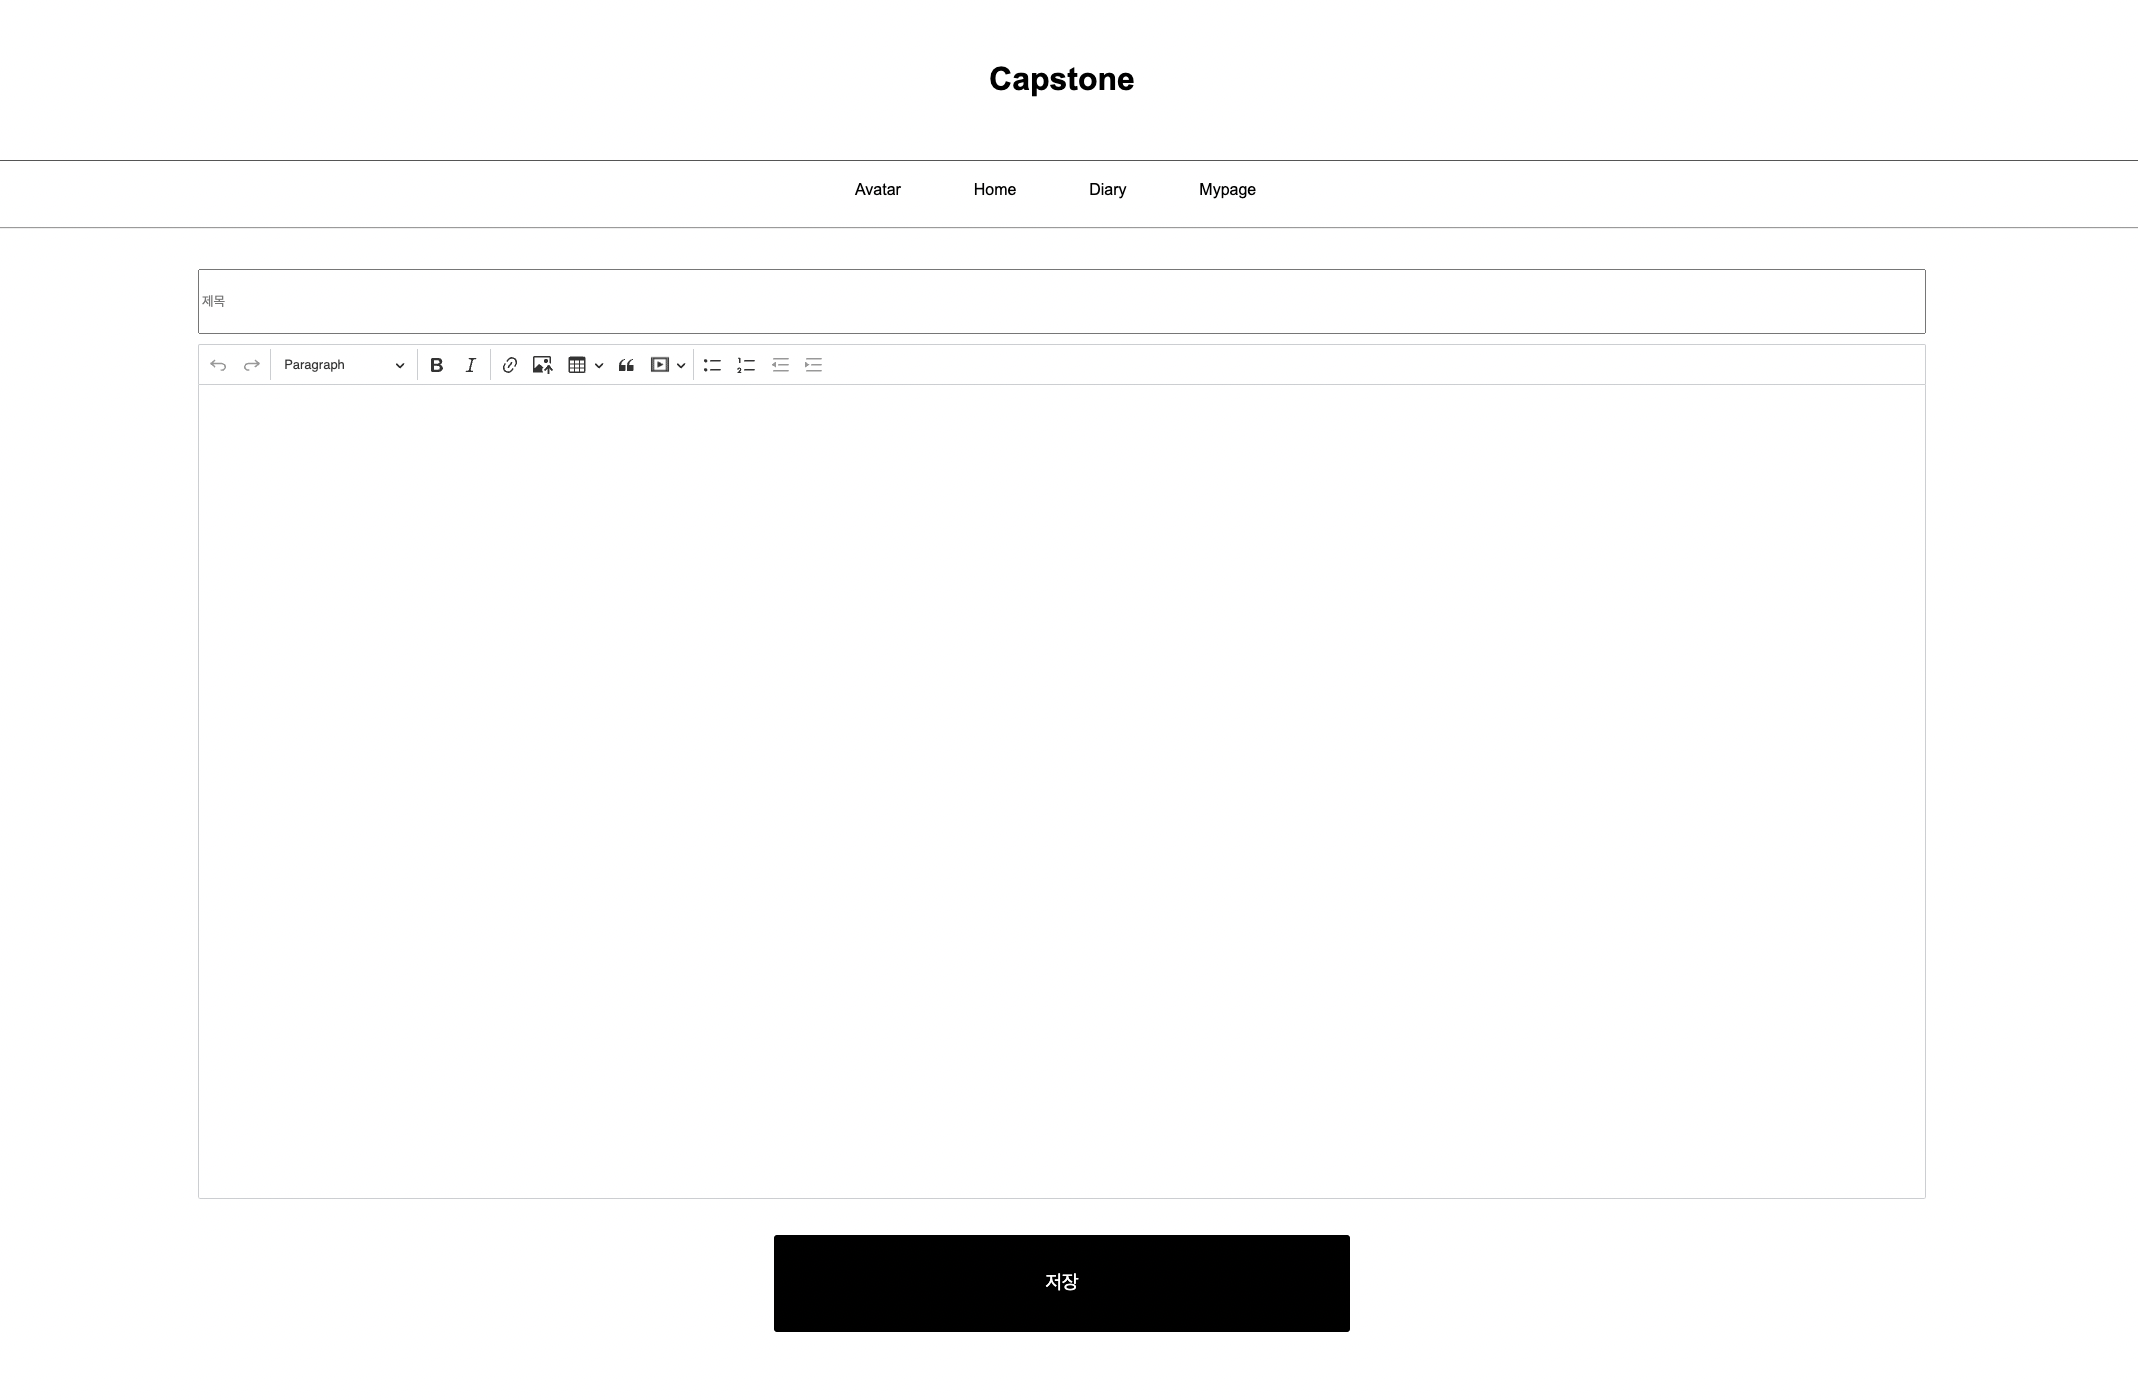 Capstone
Avatar Home Diary Mypage
제목
Paragraph
저장